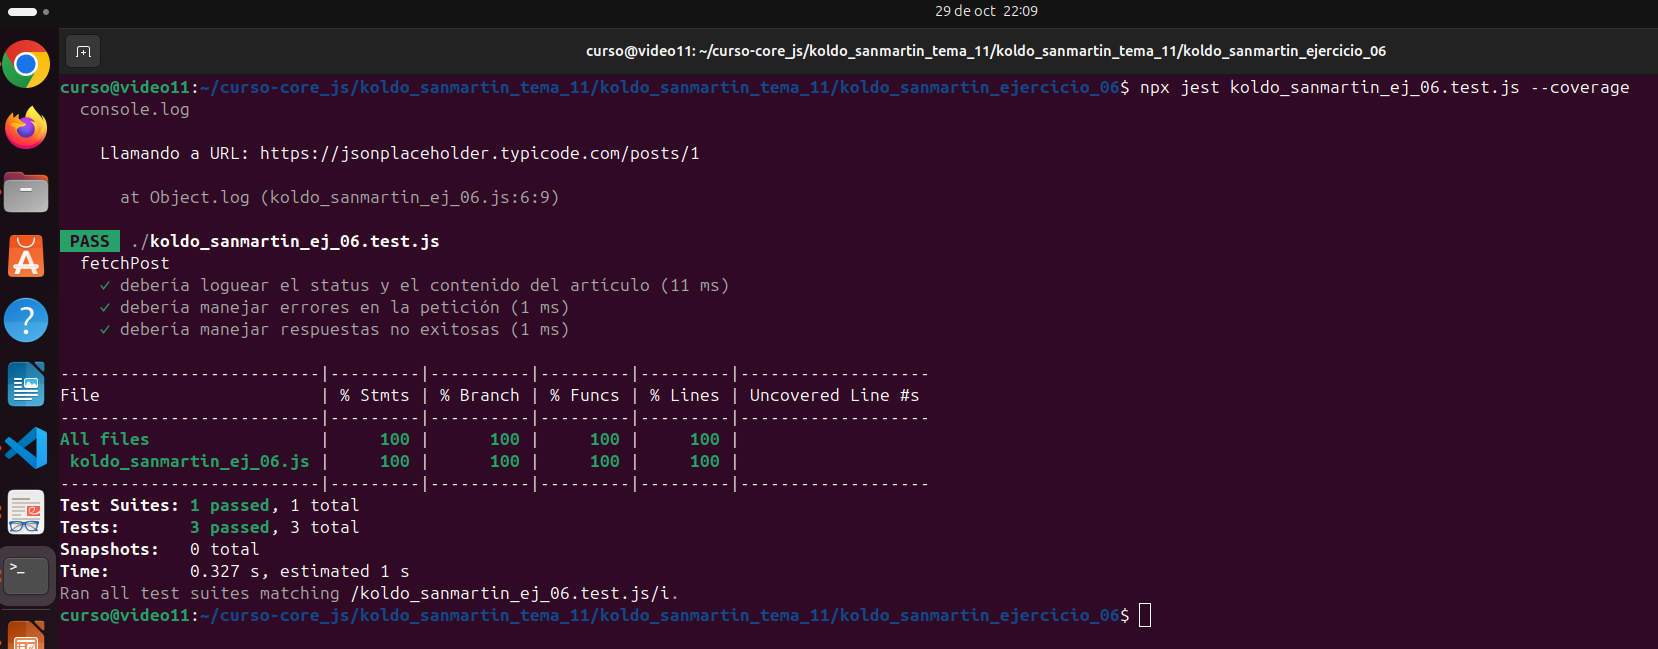 29 de oct 22:09
curso@video11: ~/curso-core_js/koldo_sanmartin_tema_11/koldo_sanmartin_tema_11/koldo_sanmartin_ejercicio_06
curso@video11:~/curso-core_js/koldo_sanmartin_tema_11/koldo_sanmartin_tema_11/koldo_sanmartin_ejercicio_06$ npx jest koldo_sanmartin_ej_06.test.js --coverage
console.log
Llamando a URL: https://jsonplaceholder.typicode.com/posts/1
at Object.log (koldo_sanmartin_ej_06.js:6:9)
PASS ./koldo_sanmartin_ej_06.test.js
fetchPost
✓ debería loguear el status y el contenido del artículo (11 ms)
✓ debería manejar errores en la petición (1 ms)
✓ debería manejar respuestas no exitosas (1 ms)
--------------------------|---------|----------|---------|---------|-------------------
File                      | % Stmts | % Branch | % Funcs | % Lines | Uncovered Line #s
--------------------------|---------|----------|---------|---------|-------------------
All files                 |     100 |      100 |     100 |     100 |
koldo_sanmartin_ej_06.js |     100 |      100 |     100 |     100 |
--------------------------|---------|----------|---------|---------|-------------------
Test Suites: 1 passed, 1 total
Tests:       3 passed, 3 total
Snapshots:   0 total
Time:        0.327 s, estimated 1 s
Ran all test suites matching /koldo_sanmartin_ej_06.test.js/i.
curso@video11:~/curso-core_js/koldo_sanmartin_tema_11/koldo_sanmartin_tema_11/koldo_sanmartin_ejercicio_06$